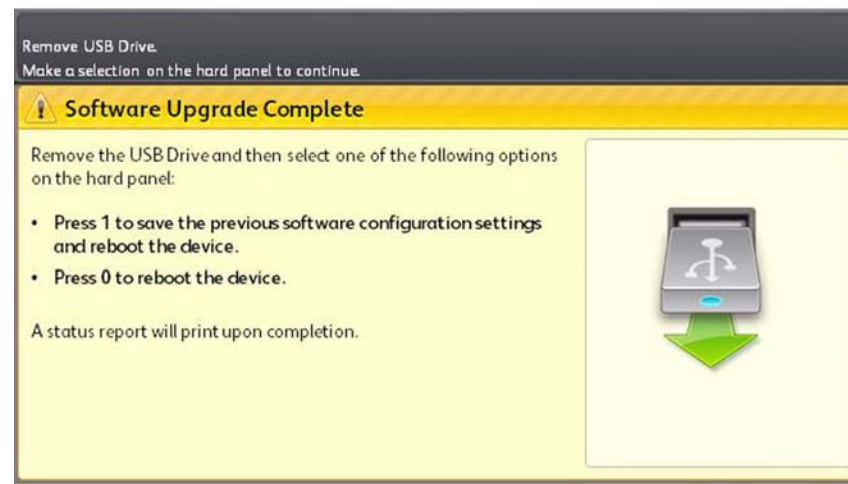 Remove USB Drive.
Make a selection on the hard panel to continue.
Software Upgrade Complete
Remove the USB Drive and then select one of the following options
on the hard panel:
• Press 1 to save the previous software configuration settings
and reboot the device.
• Press 0 to reboot the device.
A status report will print upon completion.